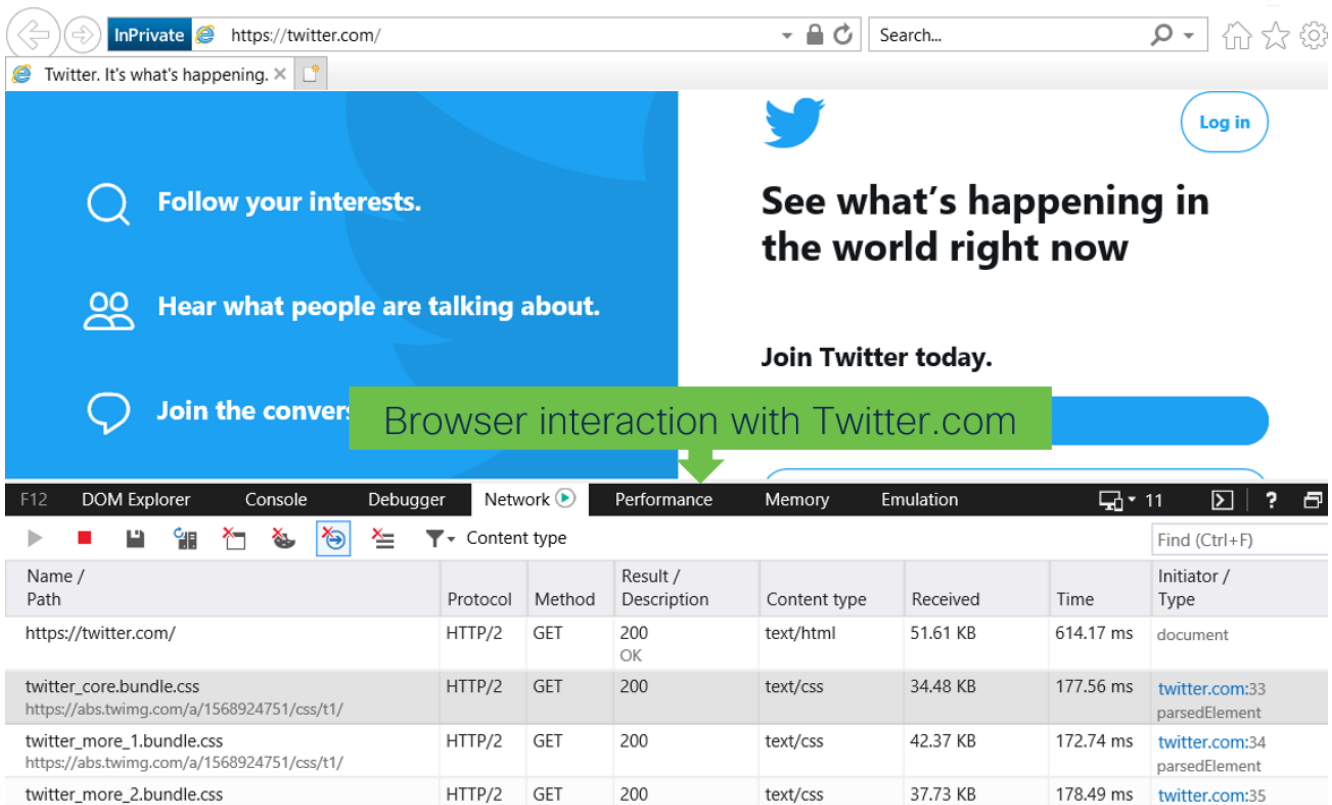 InPrivate https://twitter.com/ Search...
Twitter. It's what's happening.
Log in
Follow your interests.
See what's happening in
the world right now
Hear what people are talking about.
Join Twitter today.
Join the convers
Browser interaction with Twitter.com
F12 DOM Explorer Console Debugger Network Performance Memory Emulation 11 ?
Content type Find (Ctrl+F)
Name / Result / Initiator /
Path Protocol Method Description Content type Received Time Type
https://twitter.com/ HTTP/2 GET 200 text/html 51.61 KB 614.17 ms document
OK
twitter_core.bundle.css HTTP/2 GET 200 text/css 34.48 KB 177.56 ms twitter.com:33
https://abs.twimg.com/a/1568924751/css/t1/ parsedElement
twitter_more_1.bundle.css HTTP/2 GET 200 text/css 42.37 KB 172.74 ms twitter.com:34
https://abs.twimg.com/a/1568924751/css/t1/ parsedElement
twitter_more_2.bundle.css HTTP/2 GET 200 text/css 37.73 KB 178.49 ms twitter.com:35